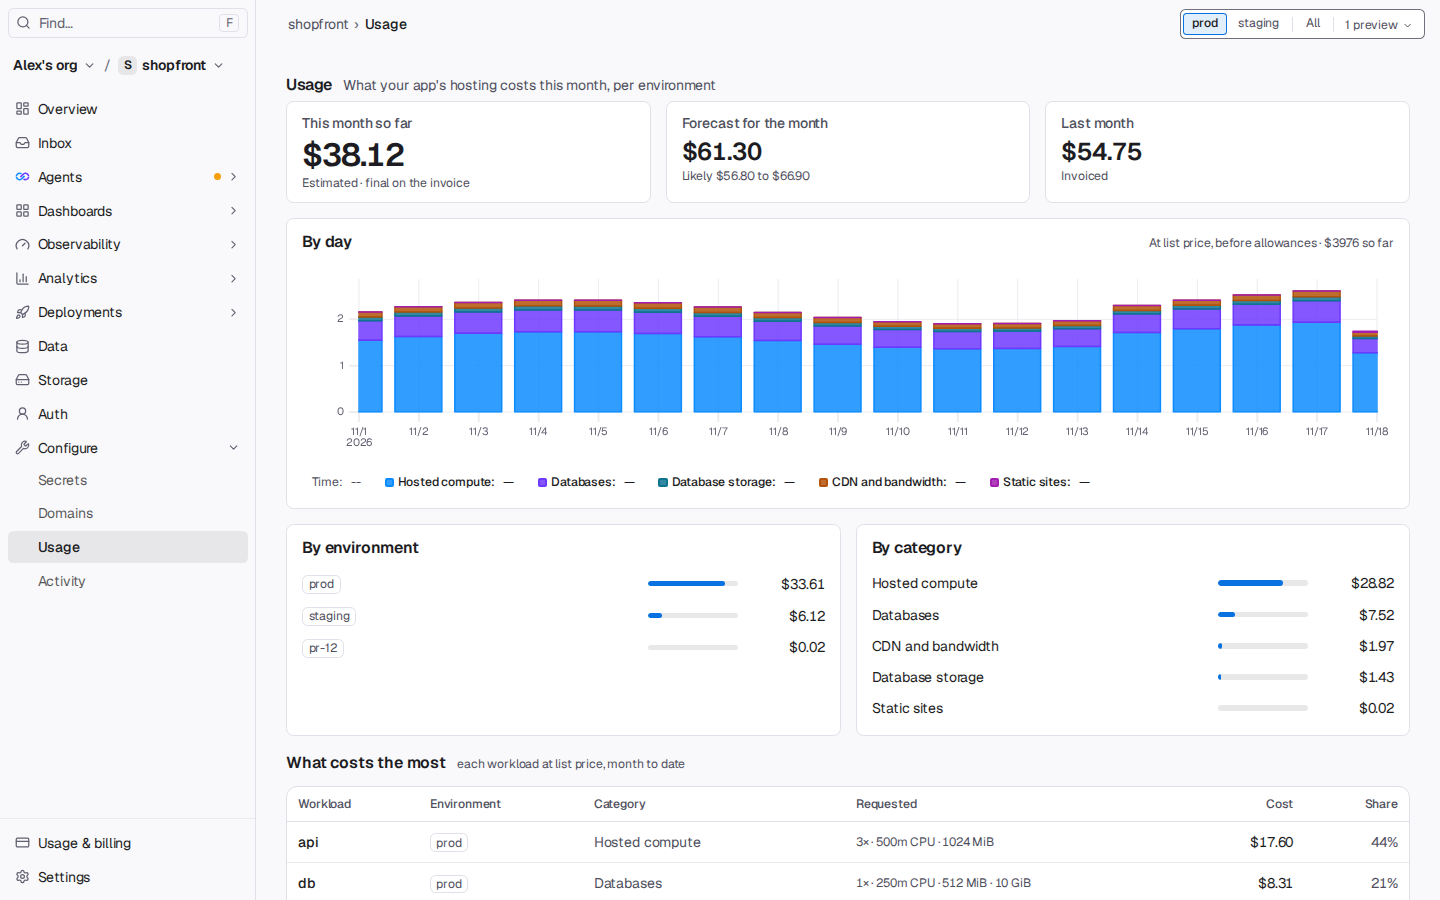 Find...
F
Alex's org / S shopfront
Overview
Inbox
Agents
Dashboards
Observability
Analytics
Deployments
Data
Storage
Auth
Configure
Secrets
Domains
Usage
Activity
Usage & billing
Settings
shopfront › Usage
prod staging All 1 preview
Usage What your app's hosting costs this month, per environment
This month so far
$38.12
Estimated · final on the invoice
Forecast for the month
$61.30
Likely $56.80 to $66.90
Last month
$54.75
Invoiced
By day
At list price, before allowances · $39.76 so far
2
1
0
11/1 11/2 11/3 11/4 11/5 11/6 11/7 11/8 11/9 11/10 11/11 11/12 11/13 11/14 11/15 11/16 11/17 11/18
2026
Time: -- Hosted compute: — Databases: — Database storage: — CDN and bandwidth: — Static sites: —
By environment
prod $33.61
staging $6.12
pr-12 $0.02
By category
Hosted compute $28.82
Databases $7.52
CDN and bandwidth $1.97
Database storage $1.43
Static sites $0.02
What costs the most each workload at list price, month to date
Workload Environment Category Requested Cost Share
api prod Hosted compute 3× · 500m CPU · 1024 MiB $17.60 44%
db prod Databases 1× · 250m CPU · 512 MiB · 10 GiB $8.31 21%